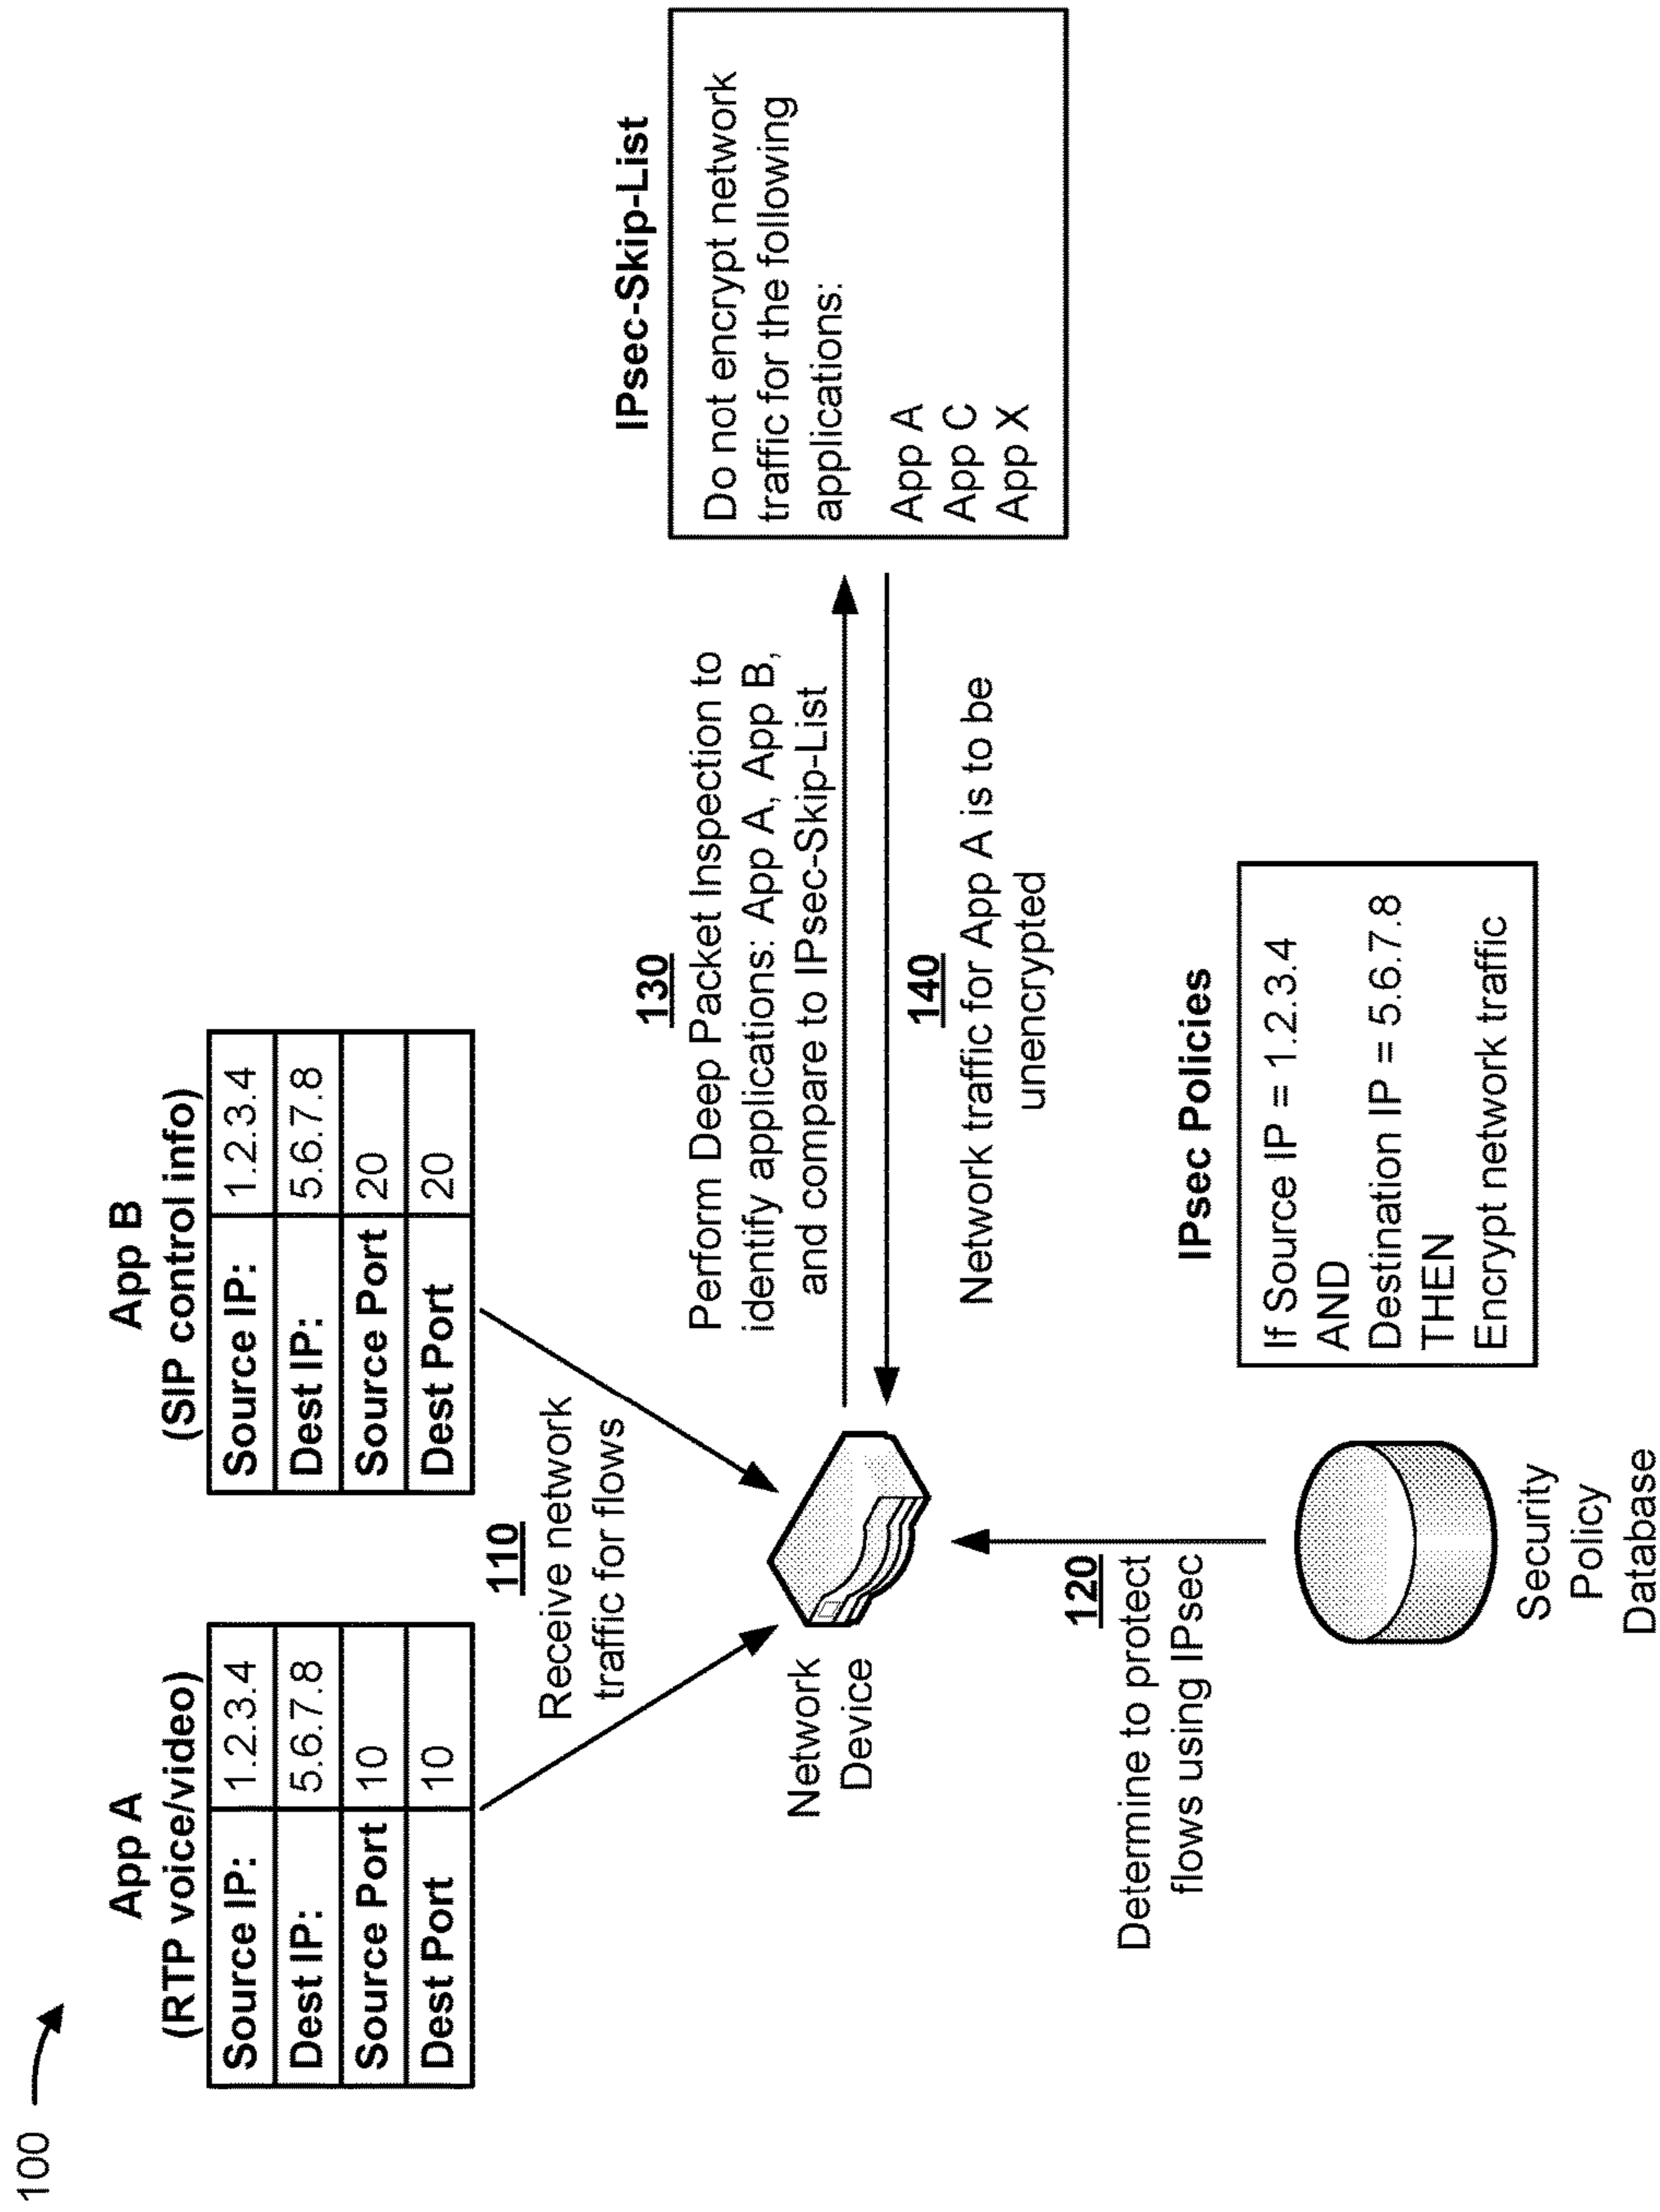 100
App A
(RTP voice/video)
Source IP: 1.2.3.4
Dest IP: 5.6.7.8
Source Port 10
Dest Port 10
App B
(SIP control info)
Source IP: 1.2.3.4
Dest IP: 5.6.7.8
Source Port 20
Dest Port 20
110
Receive network
traffic for flows
Network
Device
120
Determine to protect
flows using IPsec
Security
Policy
Database
IPsec Policies
If Source IP = 1.2.3.4
AND
Destination IP = 5.6.7.8
THEN
Encrypt network traffic
130
Perform Deep Packet Inspection to
identify applications: App A, App B,
and compare to IPsec-Skip-List
140
Network traffic for App A is to be
unencrypted
IPsec-Skip-List
Do not encrypt network
traffic for the following
applications:
App A
App C
App X